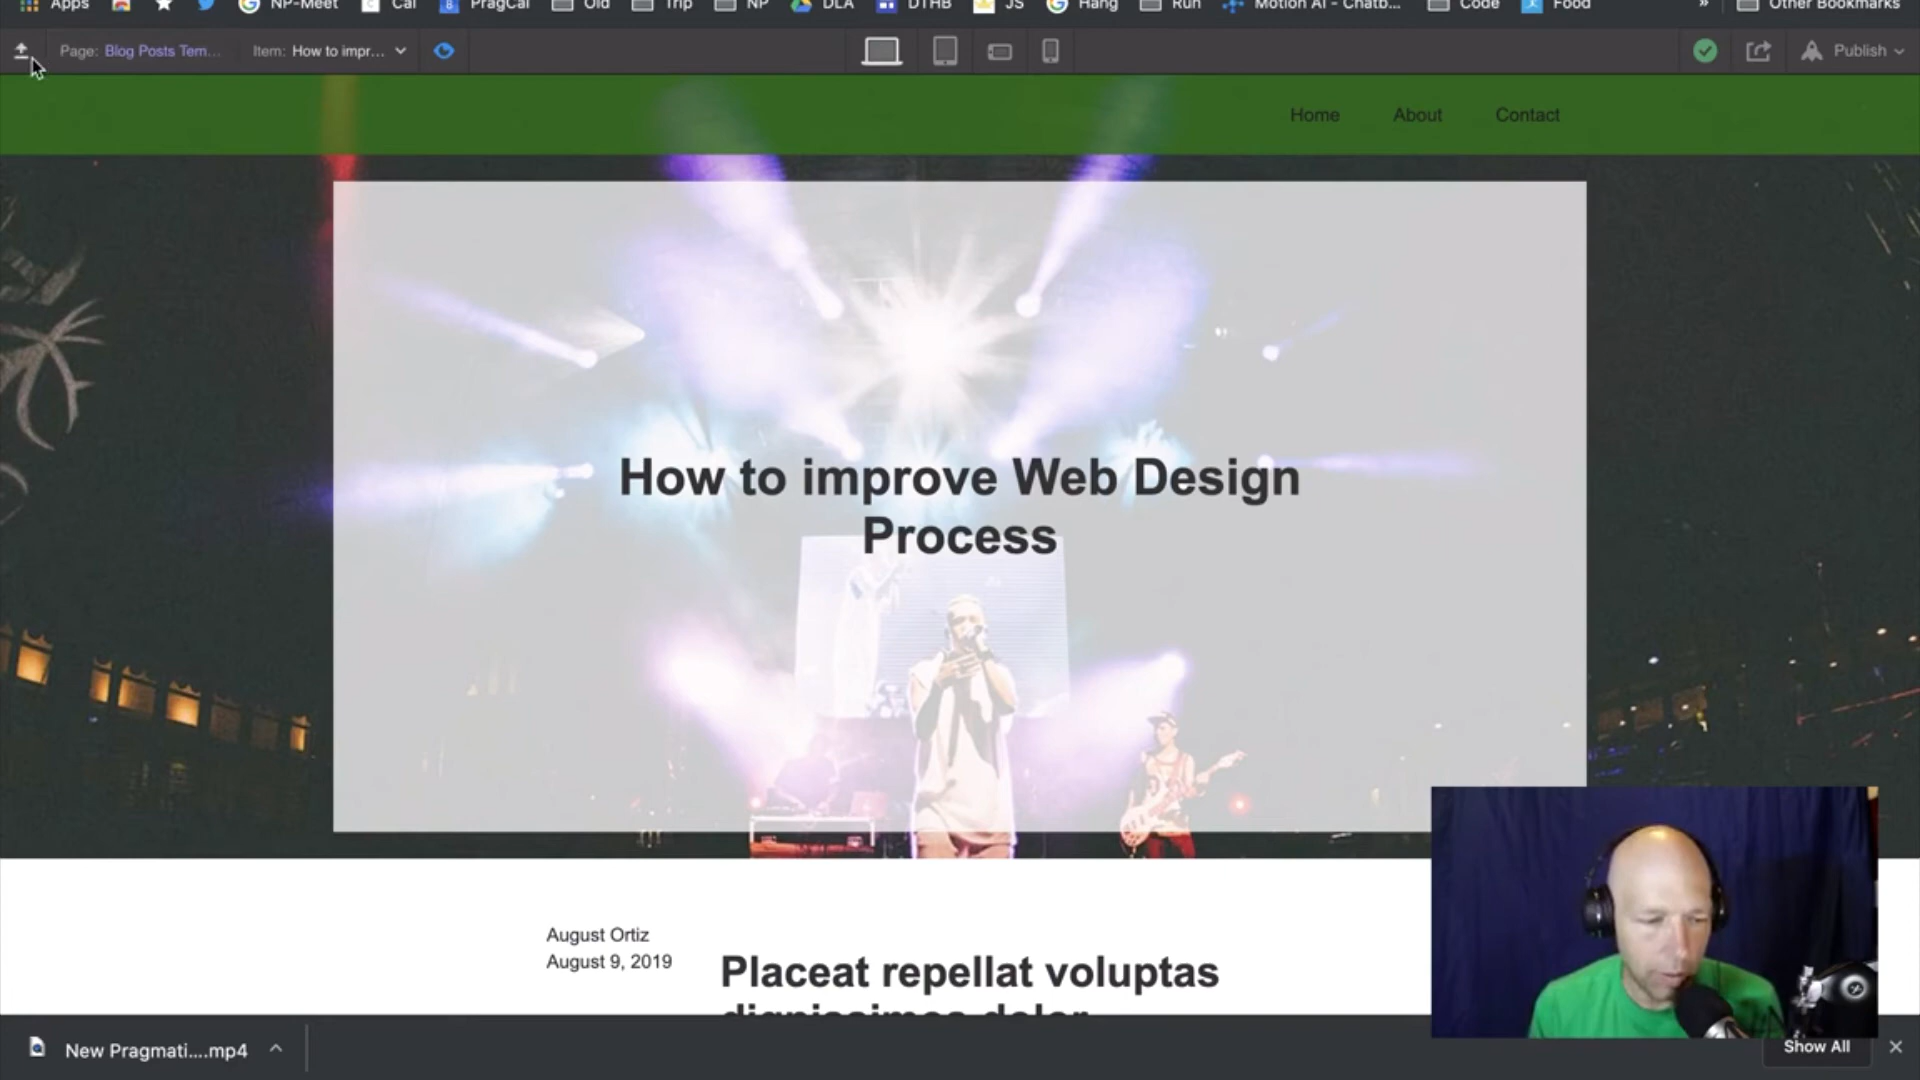 Apps NP-Meet Cal PragCal Old Trip NP DLA DTHB JS Hang Run Motion AI - Chatb... Code Food » Other Bookmarks
Page: Blog Posts Tem... Item: How to impr... Publish
Home About Contact
How to improve Web Design
Process
August Ortiz
August 9, 2019
Placeat repellat voluptas
dignissimos dolor
New Pragmati....mp4 Show All